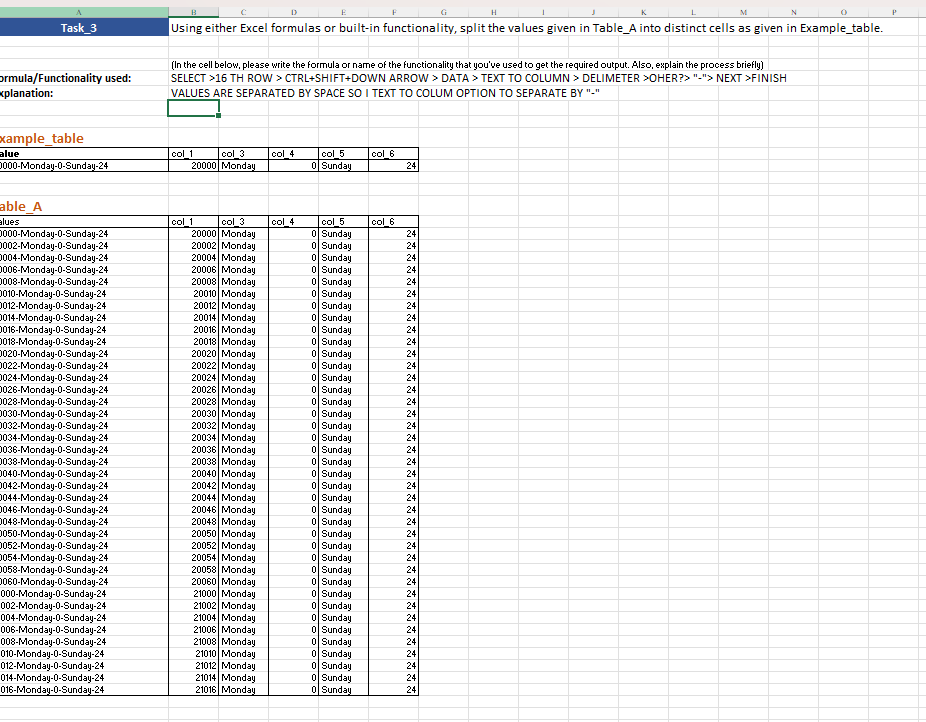 A B C D E F G H I J K L M N O P
Task_3 Using either Excel formulas or built-in functionality, split the values given in Table_A into distinct cells as given in Example_table.
(In the cell below, please write the formula or name of the functionality that you've used to get the required output. Also, explain the process briefly)
ormula/Functionality used: SELECT >16 TH ROW > CTRL+SHIFT+DOWN ARROW > DATA > TEXT TO COLUMN > DELIMETER >OHER?> "-"> NEXT >FINISH
xplanation: VALUES ARE SEPARATED BY SPACE SO I TEXT TO COLUM OPTION TO SEPARATE BY "-"
xample_table
alue col_1 col_3 col_4 col_5 col_6
0000-Monday-0-Sunday-24 20000 Monday 0 Sunday 24
able_A
alues col_1 col_3 col_4 col_5 col_6
0000-Monday-0-Sunday-24 20000 Monday 0 Sunday 24
0002-Monday-0-Sunday-24 20002 Monday 0 Sunday 24
0004-Monday-0-Sunday-24 20004 Monday 0 Sunday 24
0006-Monday-0-Sunday-24 20006 Monday 0 Sunday 24
0008-Monday-0-Sunday-24 20008 Monday 0 Sunday 24
0010-Monday-0-Sunday-24 20010 Monday 0 Sunday 24
0012-Monday-0-Sunday-24 20012 Monday 0 Sunday 24
0014-Monday-0-Sunday-24 20014 Monday 0 Sunday 24
0016-Monday-0-Sunday-24 20016 Monday 0 Sunday 24
0018-Monday-0-Sunday-24 20018 Monday 0 Sunday 24
0020-Monday-0-Sunday-24 20020 Monday 0 Sunday 24
0022-Monday-0-Sunday-24 20022 Monday 0 Sunday 24
0024-Monday-0-Sunday-24 20024 Monday 0 Sunday 24
0026-Monday-0-Sunday-24 20026 Monday 0 Sunday 24
0028-Monday-0-Sunday-24 20028 Monday 0 Sunday 24
0030-Monday-0-Sunday-24 20030 Monday 0 Sunday 24
0032-Monday-0-Sunday-24 20032 Monday 0 Sunday 24
0034-Monday-0-Sunday-24 20034 Monday 0 Sunday 24
0036-Monday-0-Sunday-24 20036 Monday 0 Sunday 24
0038-Monday-0-Sunday-24 20038 Monday 0 Sunday 24
0040-Monday-0-Sunday-24 20040 Monday 0 Sunday 24
0042-Monday-0-Sunday-24 20042 Monday 0 Sunday 24
0044-Monday-0-Sunday-24 20044 Monday 0 Sunday 24
0046-Monday-0-Sunday-24 20046 Monday 0 Sunday 24
0048-Monday-0-Sunday-24 20048 Monday 0 Sunday 24
0050-Monday-0-Sunday-24 20050 Monday 0 Sunday 24
0052-Monday-0-Sunday-24 20052 Monday 0 Sunday 24
0054-Monday-0-Sunday-24 20054 Monday 0 Sunday 24
0058-Monday-0-Sunday-24 20058 Monday 0 Sunday 24
0060-Monday-0-Sunday-24 20060 Monday 0 Sunday 24
000-Monday-0-Sunday-24 21000 Monday 0 Sunday 24
002-Monday-0-Sunday-24 21002 Monday 0 Sunday 24
004-Monday-0-Sunday-24 21004 Monday 0 Sunday 24
006-Monday-0-Sunday-24 21006 Monday 0 Sunday 24
008-Monday-0-Sunday-24 21008 Monday 0 Sunday 24
010-Monday-0-Sunday-24 21010 Monday 0 Sunday 24
012-Monday-0-Sunday-24 21012 Monday 0 Sunday 24
014-Monday-0-Sunday-24 21014 Monday 0 Sunday 24
016-Monday-0-Sunday-24 21016 Monday 0 Sunday 24